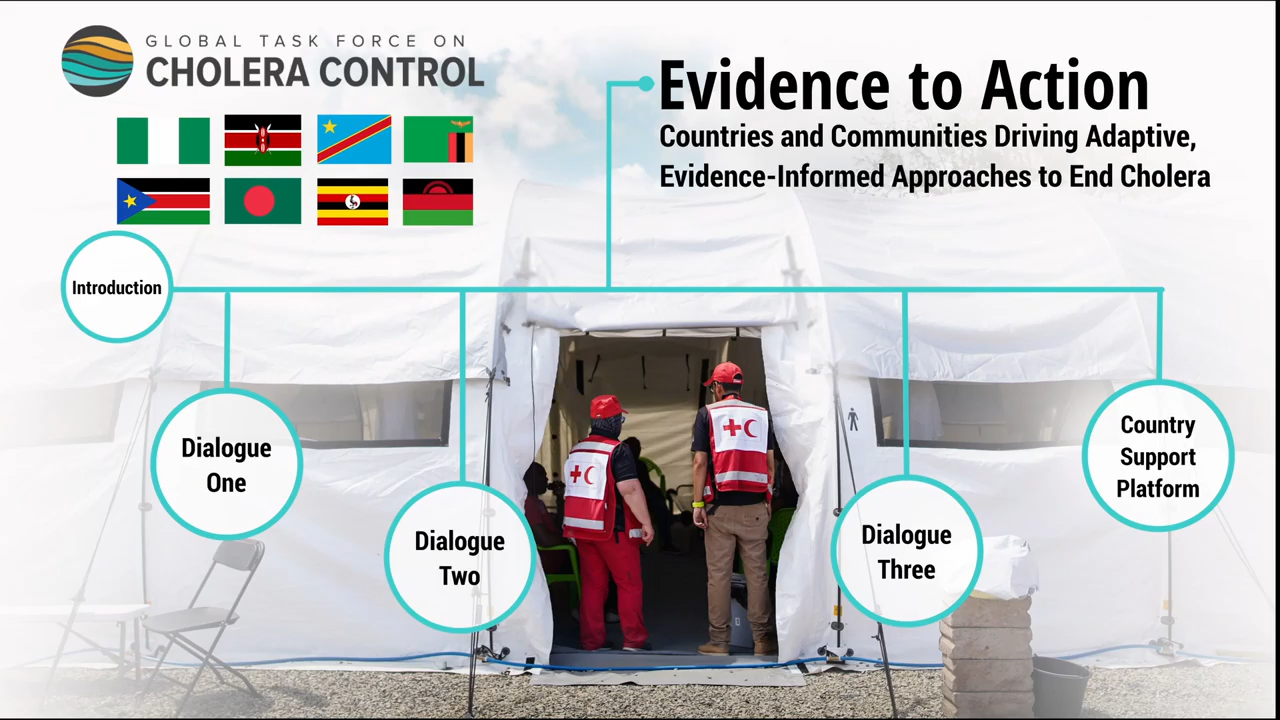 GLOBAL TASK FORCE ON
CHOLERA CONTROL
Evidence to Action
Countries and Communities Driving Adaptive,
Evidence-Informed Approaches to End Cholera
Introduction
Dialogue
One
Dialogue
Two
Dialogue
Three
Country
Support
Platform